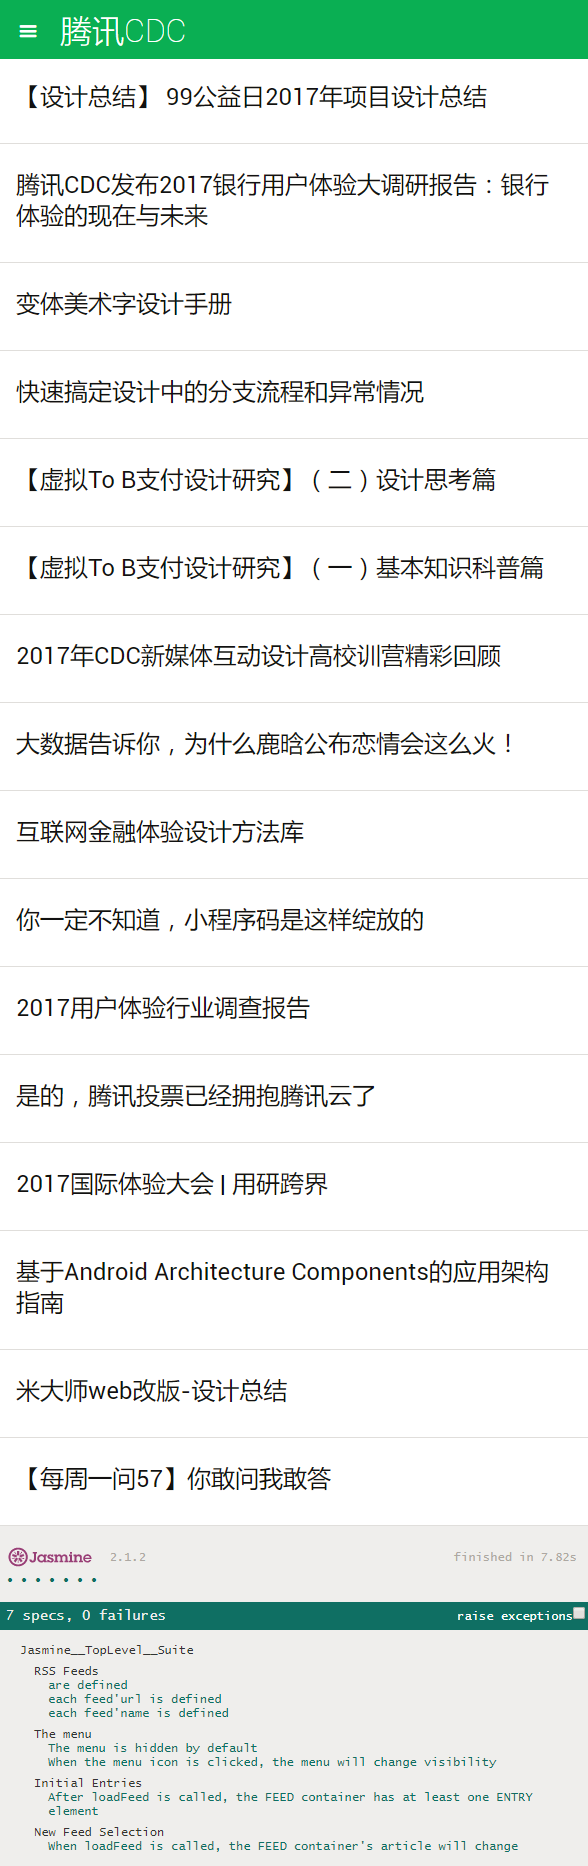 腾讯CDC
【设计总结】 99公益日2017年项目设计总结
腾讯CDC发布2017银行用户体验大调研报告：银行
体验的现在与未来
变体美术字设计手册
快速搞定设计中的分支流程和异常情况
【虚拟To B支付设计研究】（二）设计思考篇
【虚拟To B支付设计研究】（一）基本知识科普篇
2017年CDC新媒体互动设计高校训营精彩回顾
大数据告诉你，为什么鹿晗公布恋情会这么火！
互联网金融体验设计方法库
你一定不知道，小程序码是这样绽放的
2017用户体验行业调查报告
是的，腾讯投票已经拥抱腾讯云了
2017国际体验大会 | 用研跨界
基于Android Architecture Components的应用架构
指南
米大师web改版-设计总结
【每周一问57】你敢问我敢答
Jasmine 2.1.2 finished in 7.82s
7 specs, 0 failures raise exceptions
Jasmine__TopLevel__Suite
RSS Feeds
are defined
each feed'url is defined
each feed'name is defined
The menu
The menu is hidden by default
When the menu icon is clicked, the menu will change visibility
Initial Entries
After loadFeed is called, the FEED container has at least one ENTRY
element
New Feed Selection
When loadFeed is called, the FEED container's article will change